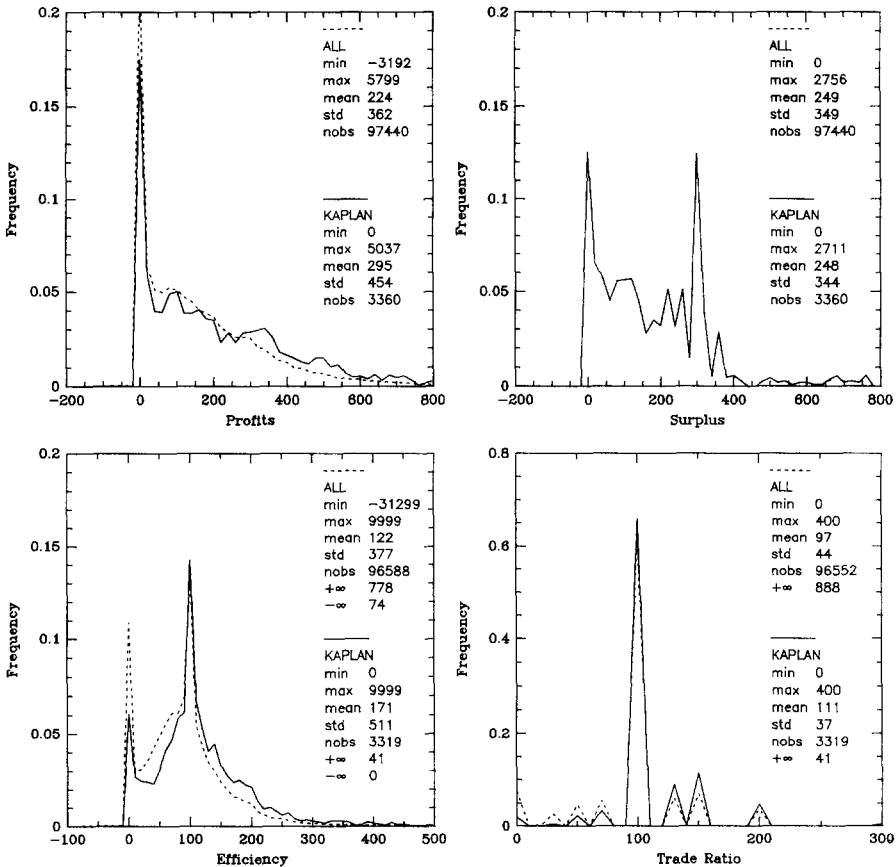 0.2
0.15
0.1
0.05
0
Frequency
ALL
min −3192
max 5799
mean 224
std 362
nobs 97440
KAPLAN
min 0
max 5037
mean 295
std 454
nobs 3360
−200 0 200 400 600 800
Profits
0.2
0.15
0.1
0.05
0
Frequency
ALL
min 0
max 2756
mean 249
std 349
nobs 97440
KAPLAN
min 0
max 2711
mean 248
std 344
nobs 3360
−200 0 200 400 600 800
Surplus
0.2
0.15
0.1
0.05
0
Frequency
ALL
min −31299
max 9999
mean 122
std 377
nobs 96588
+∞ 778
−∞ 74
KAPLAN
min 0
max 9999
mean 171
std 511
nobs 3319
+∞ 41
−∞ 0
−100 0 100 200 300 400 500
Efficiency
0.8
0.6
0.4
0.2
0
Frequency
ALL
min 0
max 400
mean 97
std 44
nobs 96552
+∞ 888
KAPLAN
min 0
max 400
mean 111
std 37
nobs 3319
+∞ 41
0 100 200 300
Trade Ratio